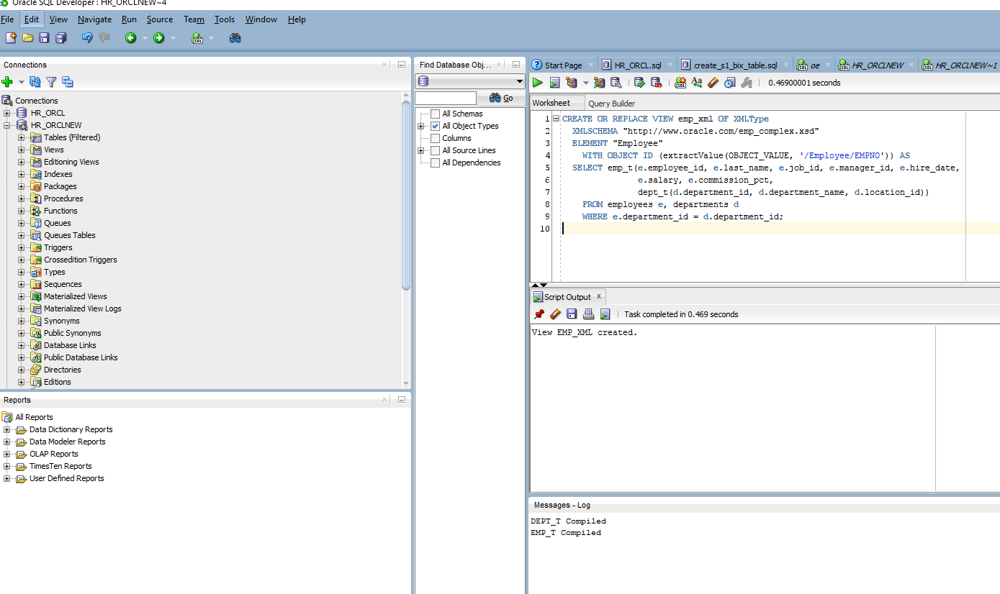 Oracle SQL Developer : HR_ORCLNEW~4
File Edit View Navigate Run Source Team Tools Window Help
Connections
Connections
HR_ORCL
HR_ORCLNEW
Tables (Filtered)
Views
Editioning Views
Indexes
Packages
Procedures
Functions
Queues
Queues Tables
Triggers
Crossedition Triggers
Types
Sequences
Materialized Views
Materialized View Logs
Synonyms
Public Synonyms
Database Links
Public Database Links
Directories
Editions
Reports
All Reports
Data Dictionary Reports
Data Modeler Reports
OLAP Reports
TimesTen Reports
User Defined Reports
Find Database Obj...
Go
All Schemas
All Object Types
Columns
All Source Lines
All Dependencies
Start Page HR_ORCL.sql create_s1_bix_table.sql oe HR_ORCLNEW HR_ORCLNEW~1
0.46900001 seconds
Worksheet Query Builder
1 CREATE OR REPLACE VIEW emp_xml OF XMLType
2 XMLSCHEMA "http://www.oracle.com/emp_complex.xsd"
3 ELEMENT "Employee"
4 WITH OBJECT ID (extractValue(OBJECT_VALUE, '/Employee/EMPNO')) AS
5 SELECT emp_t(e.employee_id, e.last_name, e.job_id, e.manager_id, e.hire_date,
6 e.salary, e.commission_pct,
7 dept_t(d.department_id, d.department_name, d.location_id))
8 FROM employees e, departments d
9 WHERE e.department_id = d.department_id;
10
Script Output x
Task completed in 0.469 seconds
View EMP_XML created.
Messages - Log
DEPT_T Compiled
EMP_T Compiled